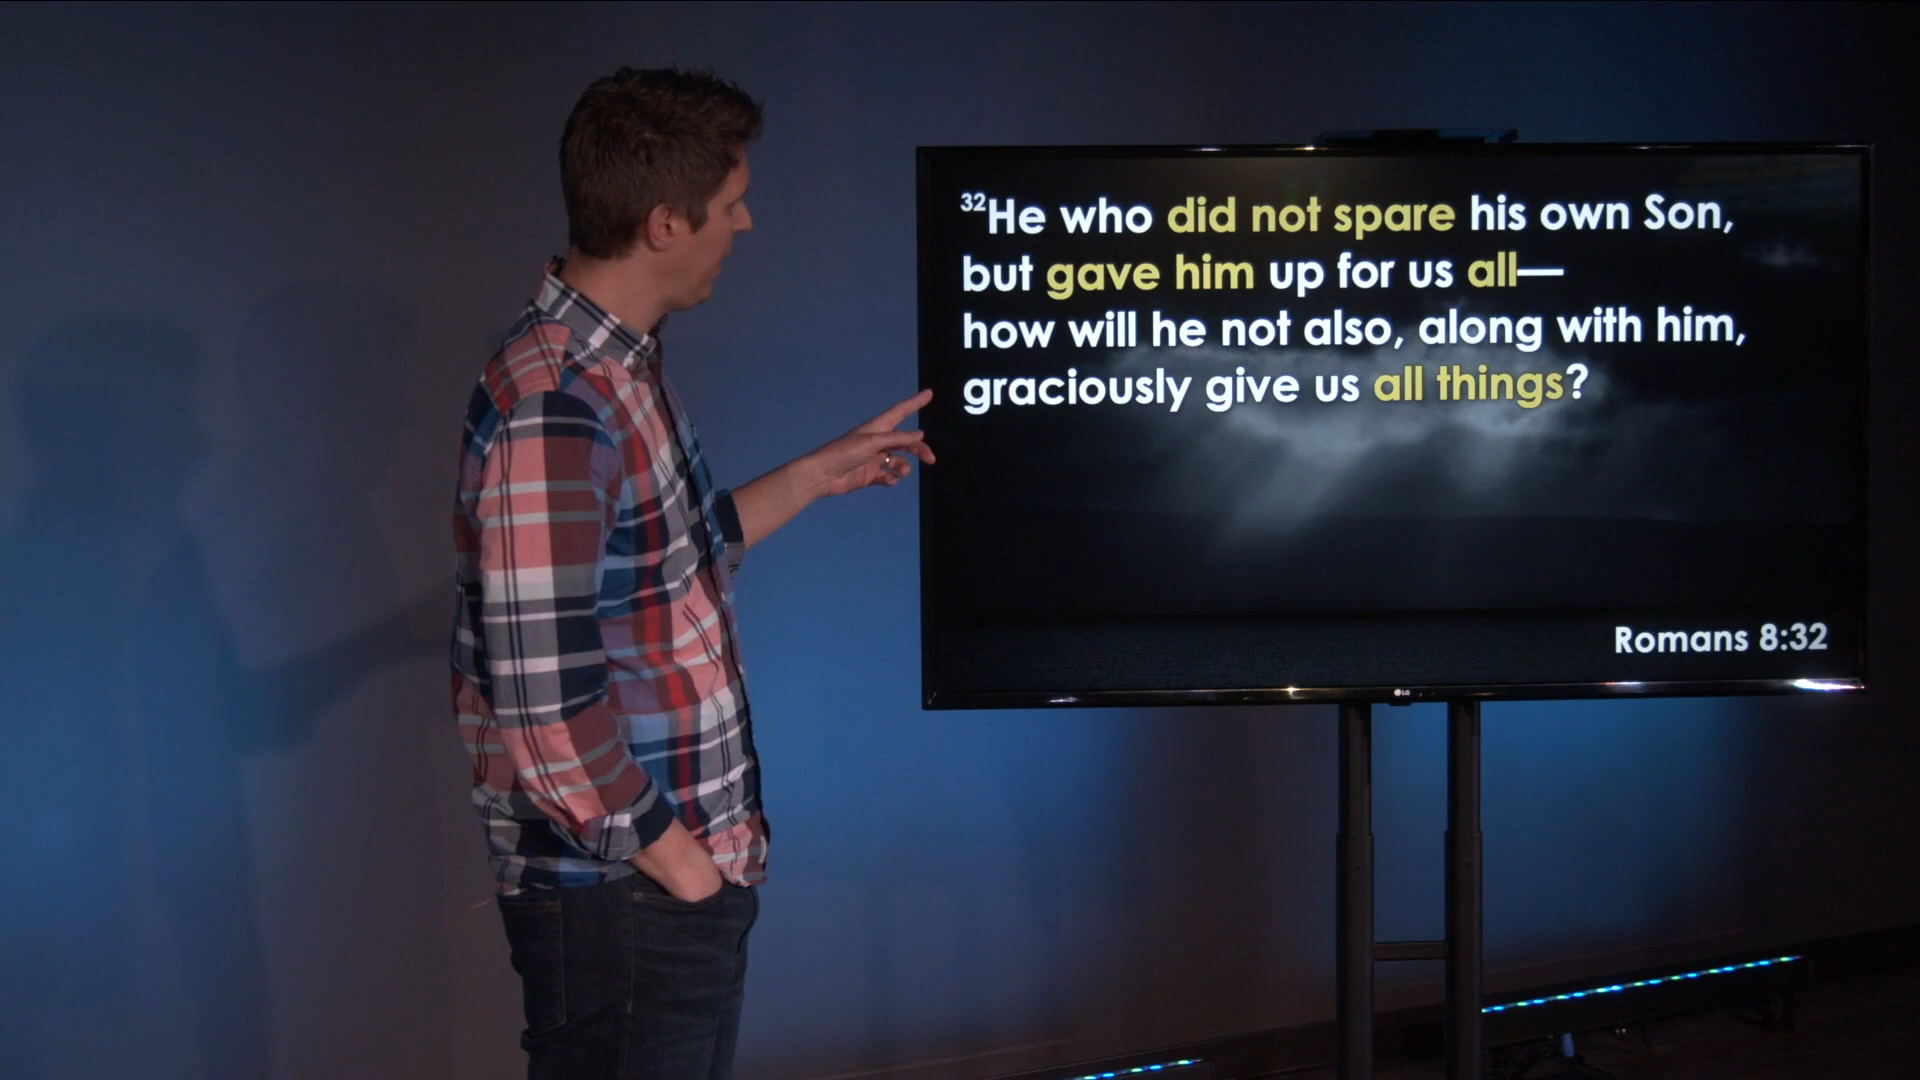 ³²He who did not spare his own Son,
but gave him up for us all—
how will he not also, along with him,
graciously give us all things?
Romans 8:32
LG